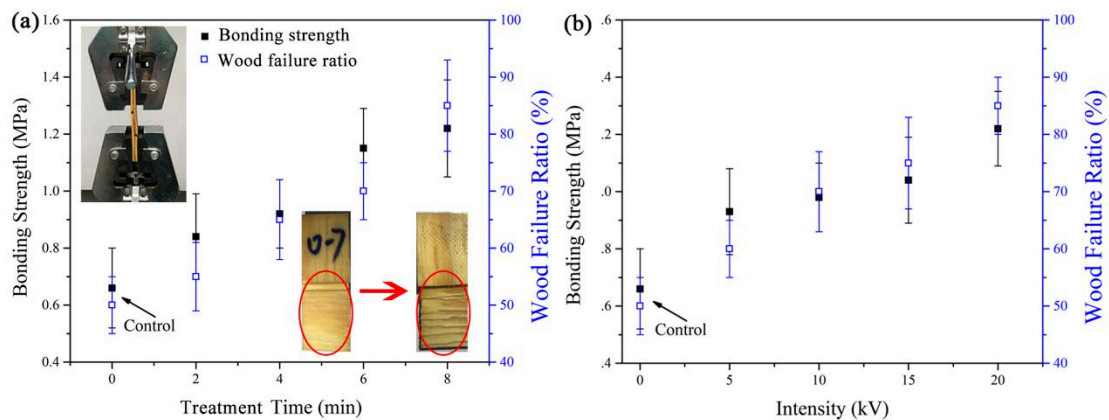 (a)
1.6
1.4
1.2
1.0
0.8
0.6
0.4
Bonding Strength (MPa)
Bonding strength
Wood failure ratio
Control
0-7
0 2 4 6 8
Treatment Time (min)
100
90
80
70
60
50
40
Wood Failure Ratio (%)
(b)
.6
.4
.2
.0
.8
.6
.4
Bonding Strength (MPa)
Control
0 5 10 15 20
Intensity (kV)
100
90
80
70
60
50
40
Wood Failure Ratio (%)